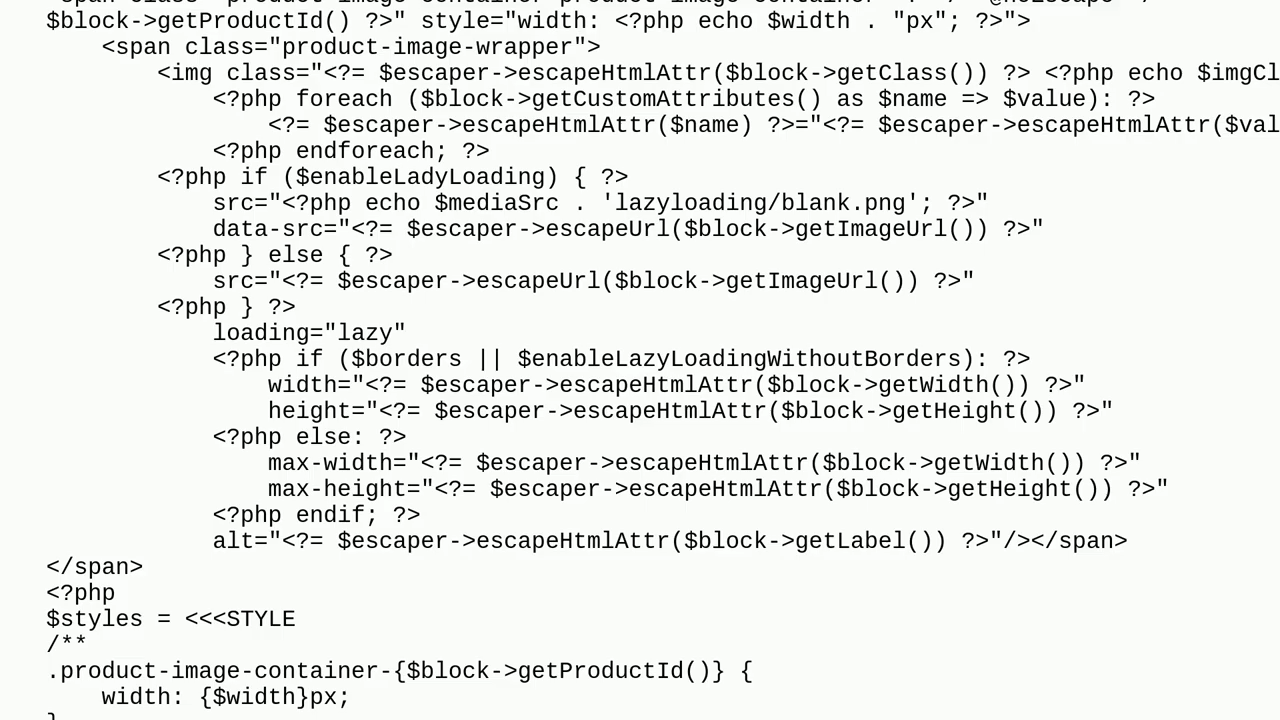 $block->getProductId() ?>" style="width: <?php echo $width . "px"; ?>">
<span class="product-image-wrapper">
<img class="<?= $escaper->escapeHtmlAttr($block->getClass()) ?> <?php echo $imgCl
<?php foreach ($block->getCustomAttributes() as $name => $value): ?>
<?= $escaper->escapeHtmlAttr($name) ?>="<?= $escaper->escapeHtmlAttr($val
<?php endforeach; ?>
<?php if ($enableLadyLoading) { ?>
src="<?php echo $mediaSrc . 'lazyloading/blank.png'; ?>"
data-src="<?= $escaper->escapeUrl($block->getImageUrl()) ?>"
<?php } else { ?>
src="<?= $escaper->escapeUrl($block->getImageUrl()) ?>"
<?php } ?>
loading="lazy"
<?php if ($borders || $enableLazyLoadingWithoutBorders): ?>
width="<?= $escaper->escapeHtmlAttr($block->getWidth()) ?>"
height="<?= $escaper->escapeHtmlAttr($block->getHeight()) ?>"
<?php else: ?>
max-width="<?= $escaper->escapeHtmlAttr($block->getWidth()) ?>"
max-height="<?= $escaper->escapeHtmlAttr($block->getHeight()) ?>"
<?php endif; ?>
alt="<?= $escaper->escapeHtmlAttr($block->getLabel()) ?>"/></span>
</span>
<?php
$styles = <<<STYLE
/**
.product-image-container-{$block->getProductId()} {
width: {$width}px;
}